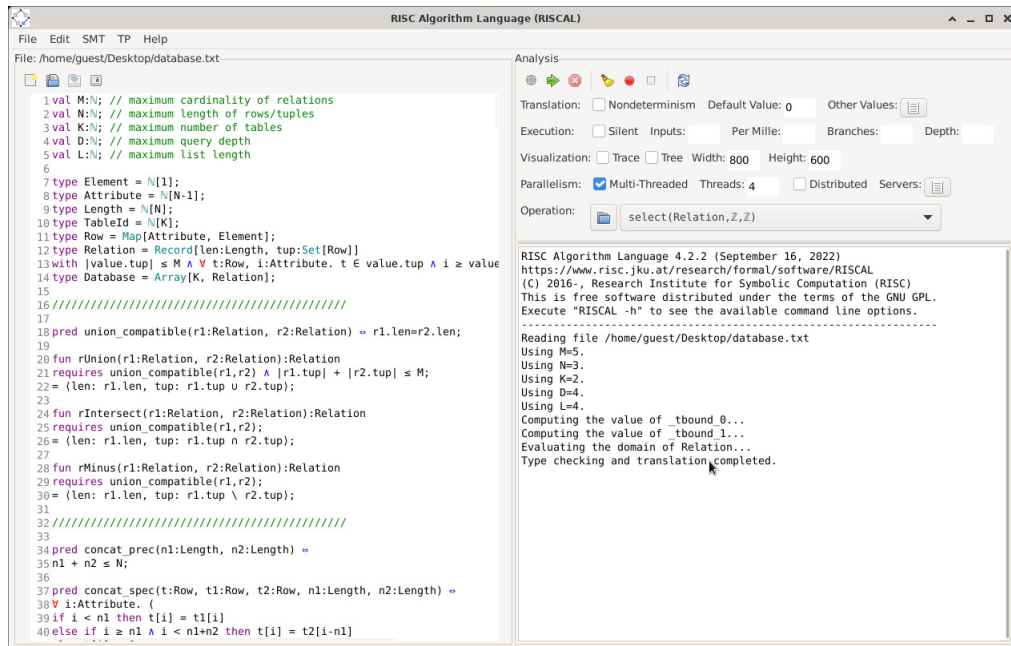 RISC Algorithm Language (RISCAL)
File Edit SMT TP Help
File: /home/guest/Desktop/database.txt
1 val M:ℕ; // maximum cardinality of relations
2 val N:ℕ; // maximum length of rows/tuples
3 val K:ℕ; // maximum number of tables
4 val D:ℕ; // maximum query depth
5 val L:ℕ; // maximum list length
6
7 type Element = ℕ[1];
8 type Attribute = ℕ[N-1];
9 type Length = ℕ[N];
10 type TableId = ℕ[K];
11 type Row = Map[Attribute, Element];
12 type Relation = Record[len:Length, tup:Set[Row]]
13 with |value.tup| ≤ M ∧ ∀ t:Row, i:Attribute. t ∈ value.tup ∧ i ≥ value
14 type Database = Array[K, Relation];
15
16 //////////////////////////////////////////////
17
18 pred union_compatible(r1:Relation, r2:Relation) ⇔ r1.len=r2.len;
19
20 fun rUnion(r1:Relation, r2:Relation):Relation
21 requires union_compatible(r1,r2) ∧ |r1.tup| + |r2.tup| ≤ M;
22 = ⟨len: r1.len, tup: r1.tup ∪ r2.tup⟩;
23
24 fun rIntersect(r1:Relation, r2:Relation):Relation
25 requires union_compatible(r1,r2);
26 = ⟨len: r1.len, tup: r1.tup ∩ r2.tup⟩;
27
28 fun rMinus(r1:Relation, r2:Relation):Relation
29 requires union_compatible(r1,r2);
30 = ⟨len: r1.len, tup: r1.tup \ r2.tup⟩;
31
32 //////////////////////////////////////////////
33
34 pred concat_prec(n1:Length, n2:Length) ⇔
35 n1 + n2 ≤ N;
36
37 pred concat_spec(t:Row, t1:Row, t2:Row, n1:Length, n2:Length) ⇔
38 ∀ i:Attribute. (
39 if i < n1 then t[i] = t1[i]
40 else if i ≥ n1 ∧ i < n1+n2 then t[i] = t2[i-n1]
Analysis
Translation: Nondeterminism Default Value: 0 Other Values:
Execution: Silent Inputs: Per Mille: Branches: Depth:
Visualization: Trace Tree Width: 800 Height: 600
Parallelism: Multi-Threaded Threads: 4 Distributed Servers:
Operation: select(Relation,ℤ,ℤ)
RISC Algorithm Language 4.2.2 (September 16, 2022)
https://www.risc.jku.at/research/formal/software/RISCAL
(C) 2016-, Research Institute for Symbolic Computation (RISC)
This is free software distributed under the terms of the GNU GPL.
Execute "RISCAL -h" to see the available command line options.
-----------------------------------------------------------------
Reading file /home/guest/Desktop/database.txt
Using M=5.
Using N=3.
Using K=2.
Using D=4.
Using L=4.
Computing the value of _tbound_0...
Computing the value of _tbound_1...
Evaluating the domain of Relation...
Type checking and translation completed.